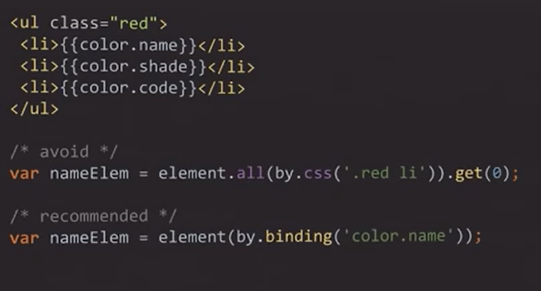 <ul class="red">
<li>{{color.name}}</li>
<li>{{color.shade}}</li>
<li>{{color.code}}</li>
</ul>
/* avoid */
var nameElem = element.all(by.css('.red li')).get(0);
/* recommended */
var nameElem = element(by.binding('color.name'));